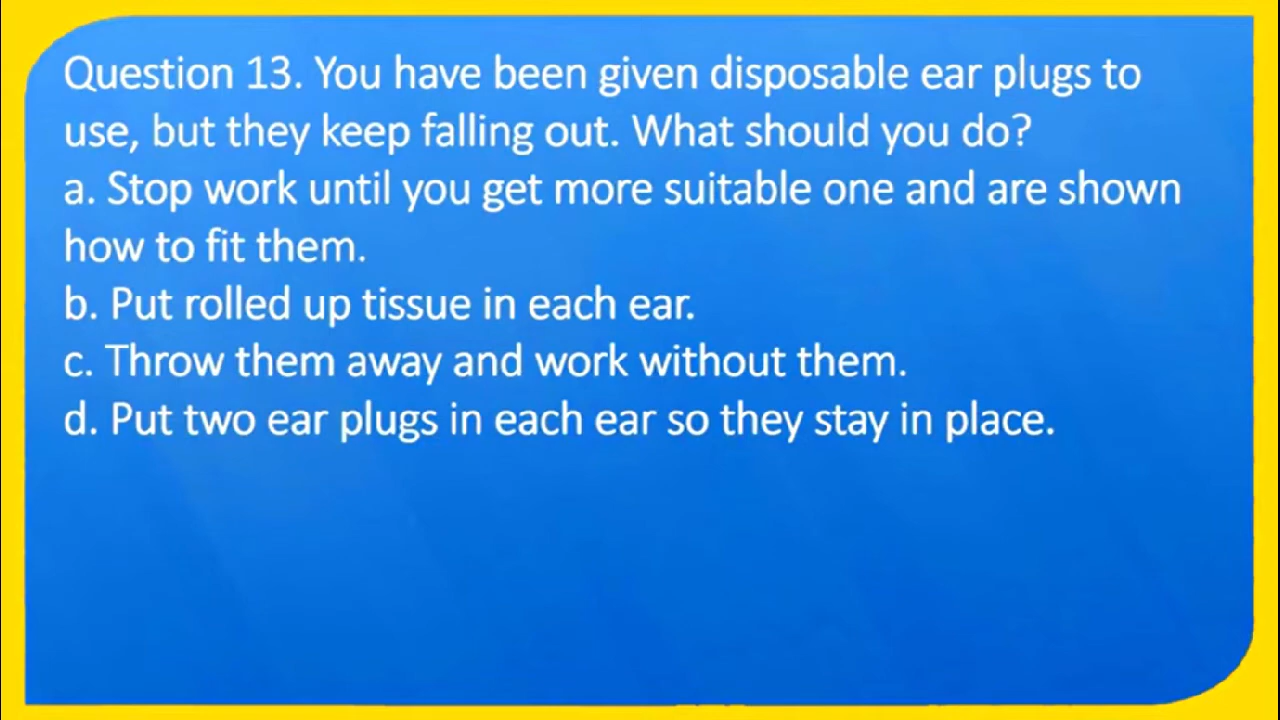 Question 13. You have been given disposable ear plugs to
use, but they keep falling out. What should you do?
a. Stop work until you get more suitable one and are shown
how to fit them.
b. Put rolled up tissue in each ear.
c. Throw them away and work without them.
d. Put two ear plugs in each ear so they stay in place.